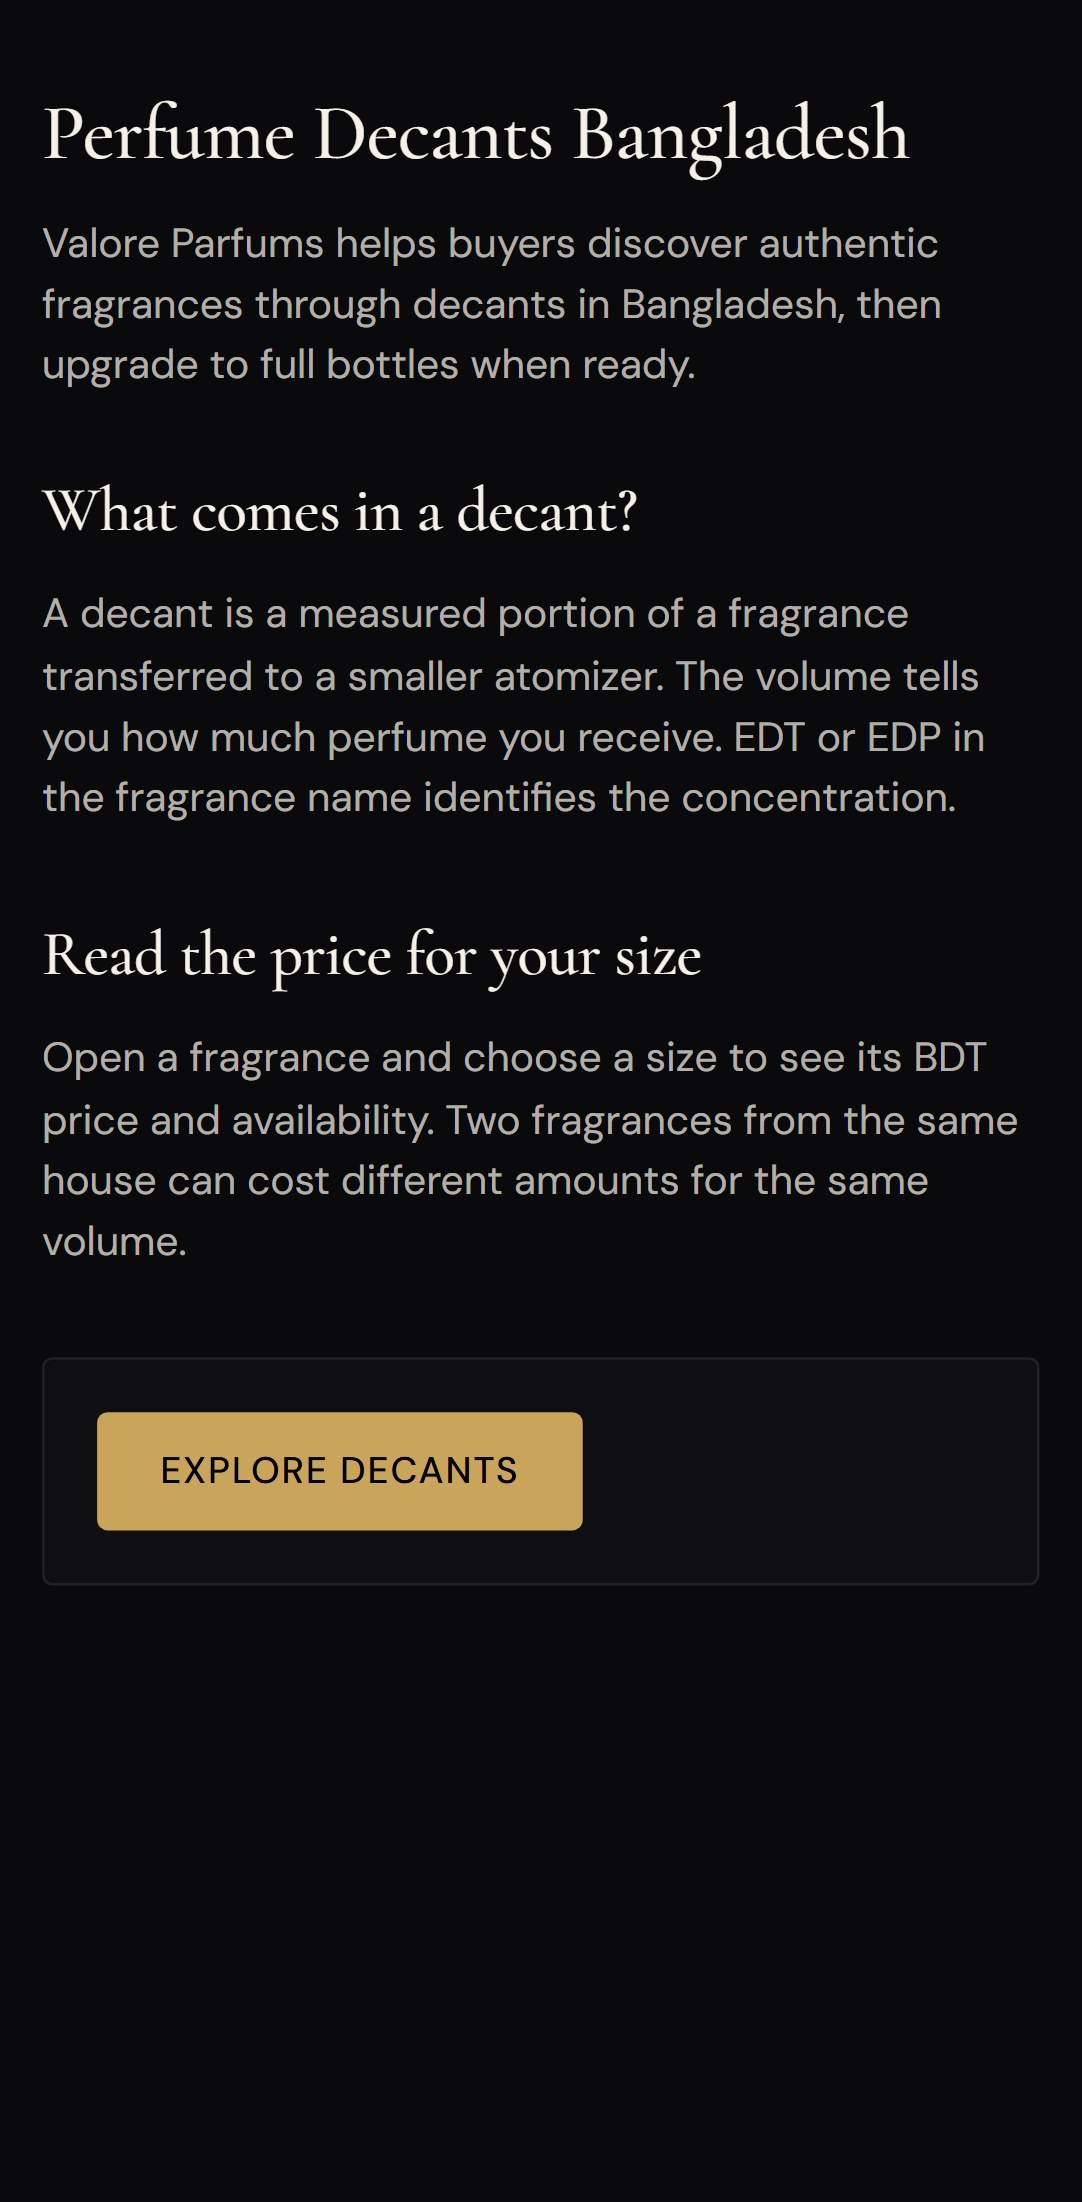 Perfume Decants Bangladesh
Valore Parfums helps buyers discover authentic
fragrances through decants in Bangladesh, then
upgrade to full bottles when ready.
What comes in a decant?
A decant is a measured portion of a fragrance
transferred to a smaller atomizer. The volume tells
you how much perfume you receive. EDT or EDP in
the fragrance name identifies the concentration.
Read the price for your size
Open a fragrance and choose a size to see its BDT
price and availability. Two fragrances from the same
house can cost different amounts for the same
volume.
EXPLORE DECANTS